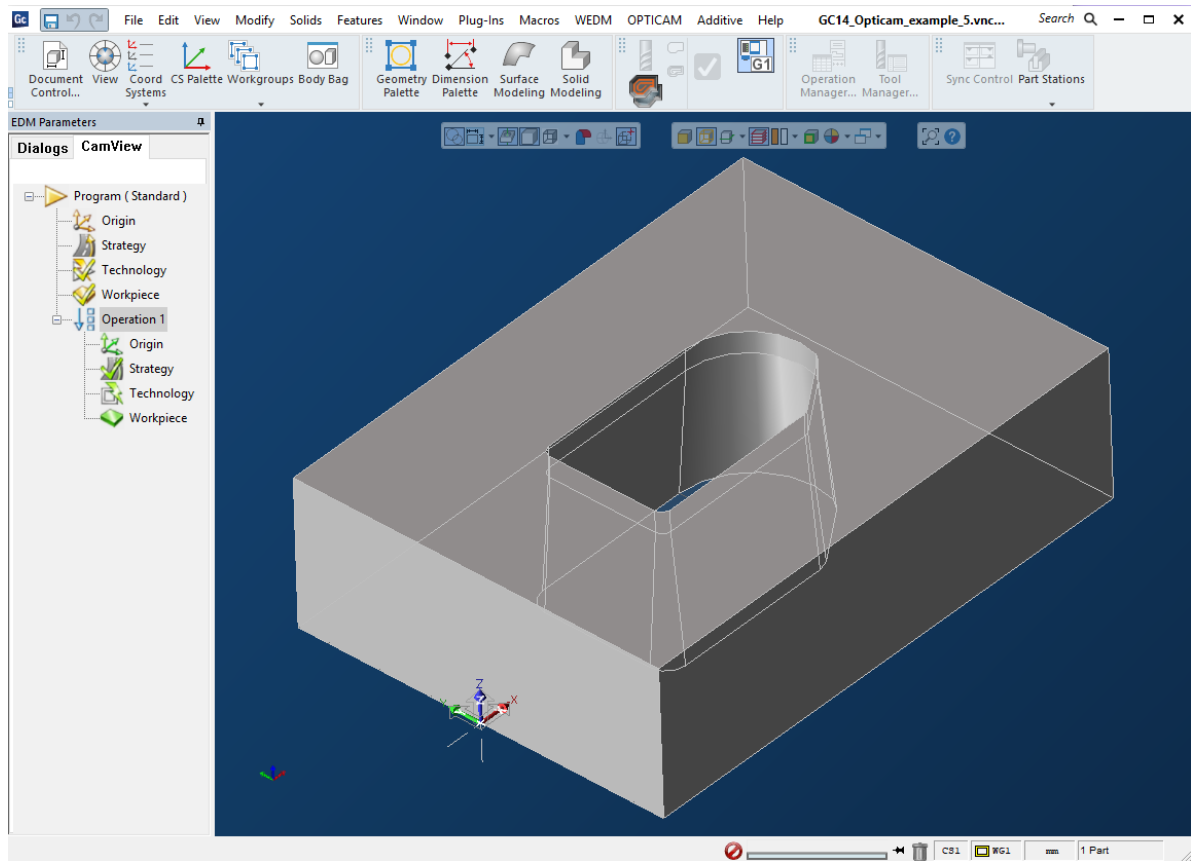 Gc File Edit View Modify Solids Features Window Plug-Ins Macros WEDM OPTICAM Additive Help GC14_Opticam_example_5.vnc... Search
Document Control...
View
Coord Systems
CS Palette
Workgroups
Body Bag
Geometry Palette
Dimension Palette
Surface Modeling
Solid Modeling
G1
Operation Manager...
Tool Manager...
Sync Control
Part Stations
EDM Parameters
Dialogs CamView
Program ( Standard )
Origin
Strategy
Technology
Workpiece
Operation 1
Origin
Strategy
Technology
Workpiece
Z
X
CS1 WG1 mm 1 Part